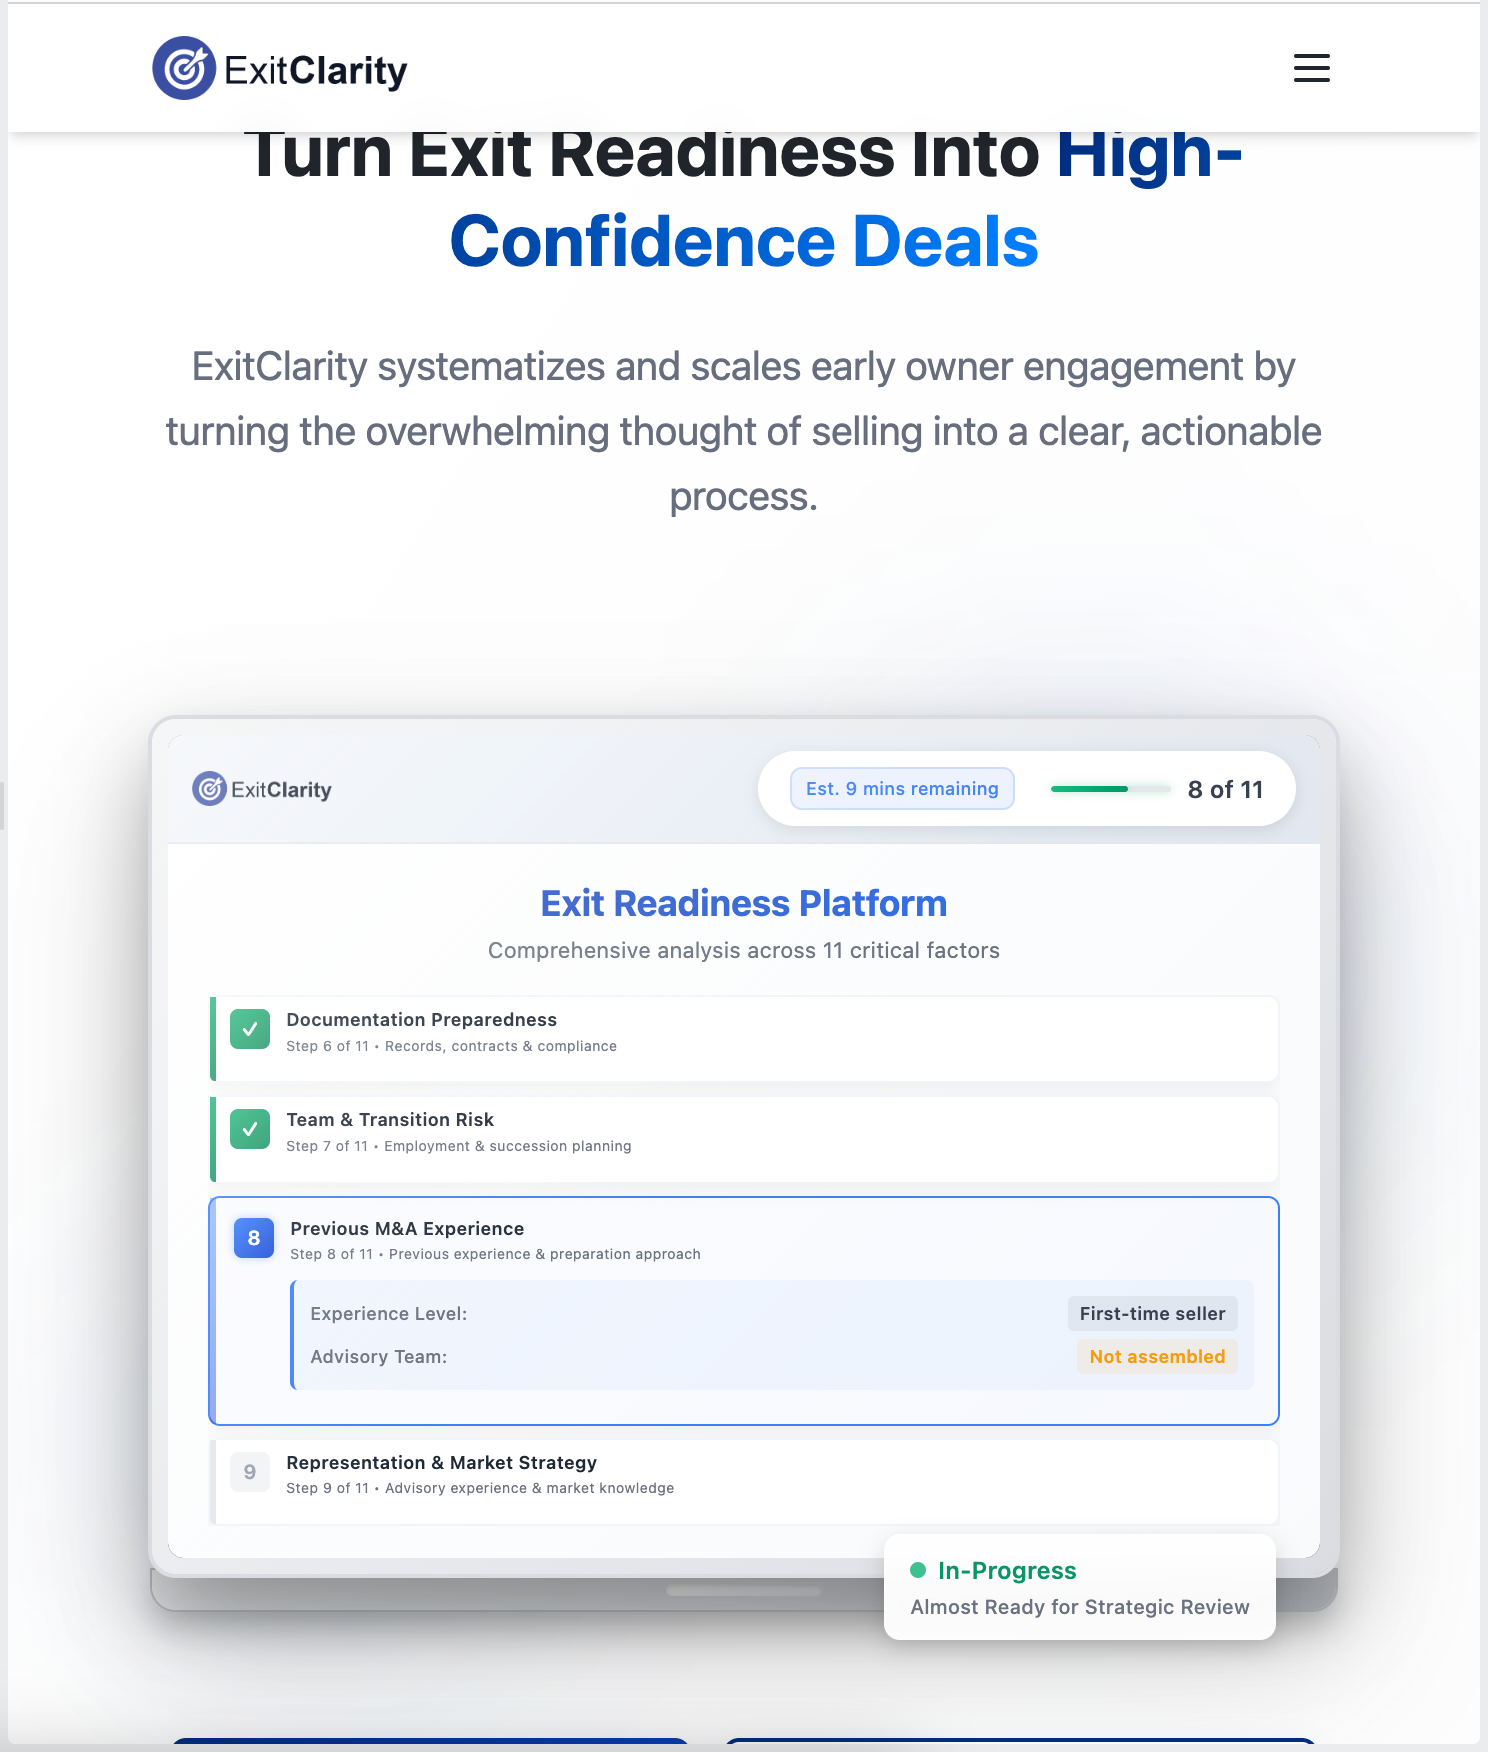 ExitClarity
Turn Exit Readiness Into High-
Confidence Deals
ExitClarity systematizes and scales early owner engagement by
turning the overwhelming thought of selling into a clear, actionable
process.
ExitClarity
Est. 9 mins remaining
8 of 11
Exit Readiness Platform
Comprehensive analysis across 11 critical factors
Documentation Preparedness
Step 6 of 11 • Records, contracts & compliance
Team & Transition Risk
Step 7 of 11 • Employment & succession planning
8
Previous M&A Experience
Step 8 of 11 • Previous experience & preparation approach
Experience Level:
First-time seller
Advisory Team:
Not assembled
9
Representation & Market Strategy
Step 9 of 11 • Advisory experience & market knowledge
In-Progress
Almost Ready for Strategic Review